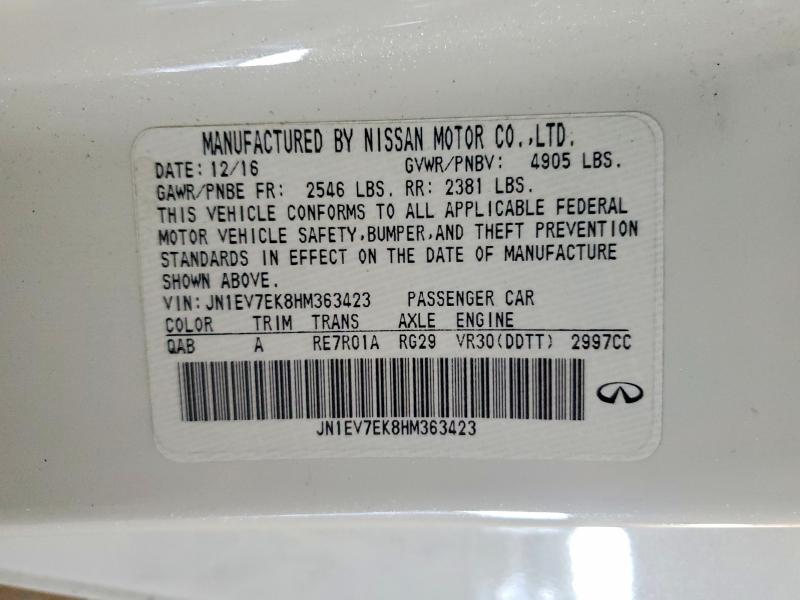 MANUFACTURED BY NISSAN MOTOR CO.,LTD.
DATE: 12/16 GVWR/PNBV: 4905 LBS.
GAWR/PNBE FR: 2546 LBS. RR: 2381 LBS.
THIS VEHICLE CONFORMS TO ALL APPLICABLE FEDERAL
MOTOR VEHICLE SAFETY,BUMPER,AND THEFT PREVENTION
STANDARDS IN EFFECT ON THE DATE OF MANUFACTURE
SHOWN ABOVE.
VIN:JN1EV7EK8HM363423 PASSENGER CAR
COLOR TRIM TRANS AXLE ENGINE
QAB A RE7R01A RG29 VR30(DDTT) 2997CC
JN1EV7EK8HM363423